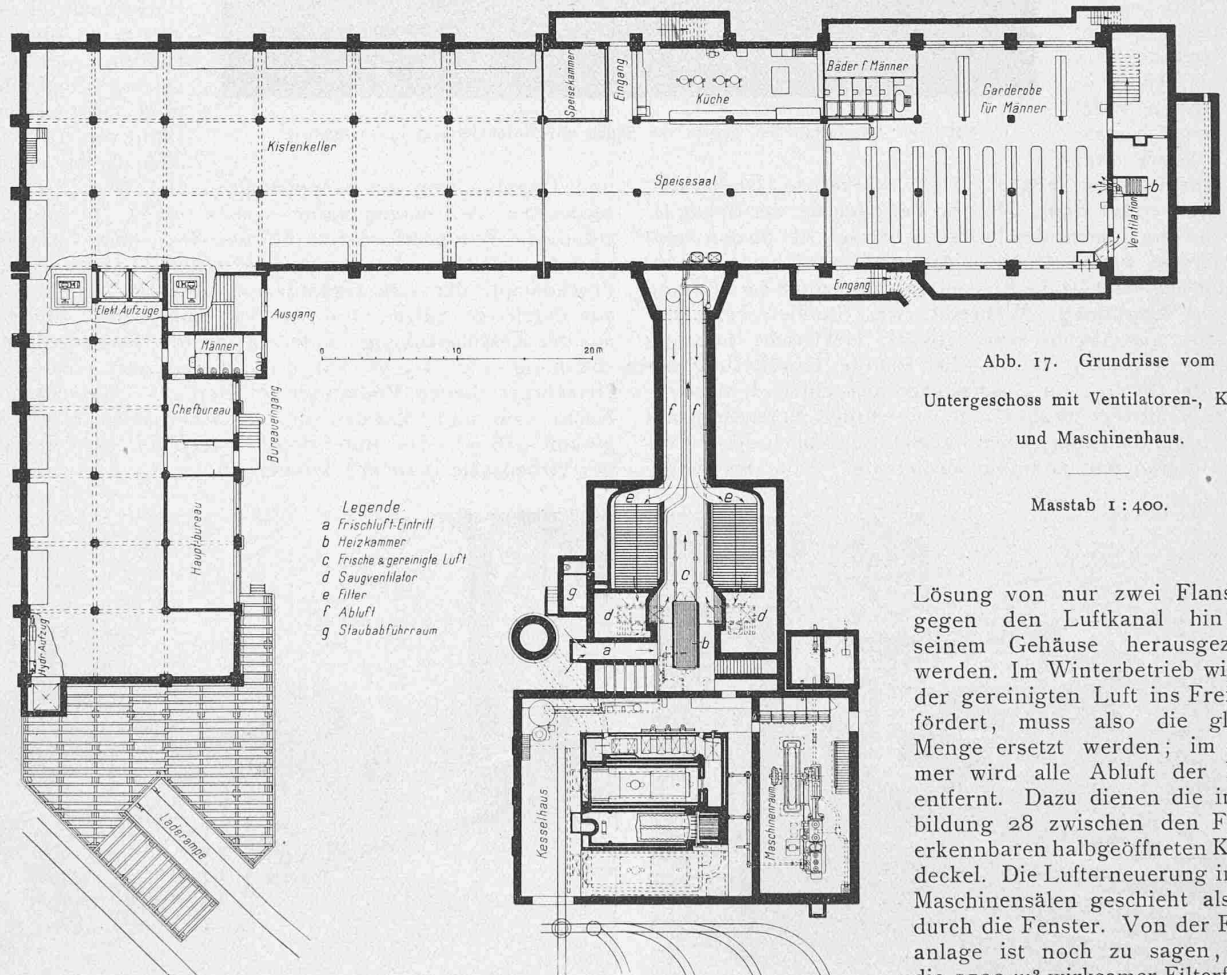 Speisekammer
Eingang
Küche
Bäder f. Männer
Garderobe
für Männer
Kistenkeller
Speisesaal
b
Ventilation
Eingang
Elekt. Aufzüge
Ausgang
Männer
0 10 20m
Chefbureau
Bureaueingang
Hauptbureau
Hydr. Aufzug
Laderampe
Legende.
a Frischluft-Eintritt
b Heizkammer
c Frische & gereinigte Luft
d Saugventilator
e Filter
f Abluft
g Staubabführraum
f f
e e
c
g
d d
a b
Kesselhaus
Maschinenraum
Abb. 17. Grundrisse vom
Untergeschoss mit Ventilatoren-, K
und Maschinenhaus.
Masstab 1 : 400.
Lösung von nur zwei Flans
gegen den Luftkanal hin
seinem Gehäuse herausgez
werden. Im Winterbetrieb wi
der gereinigten Luft ins Fre
fördert, muss also die gl
Menge ersetzt werden; im
mer wird alle Abluft der
entfernt. Dazu dienen die i
bildung 28 zwischen den F
erkennbaren halbgeöffneten K
deckel. Die Lufterneuerung i
Maschinensälen geschieht als
durch die Fenster. Von der F
anlage ist noch zu sagen,